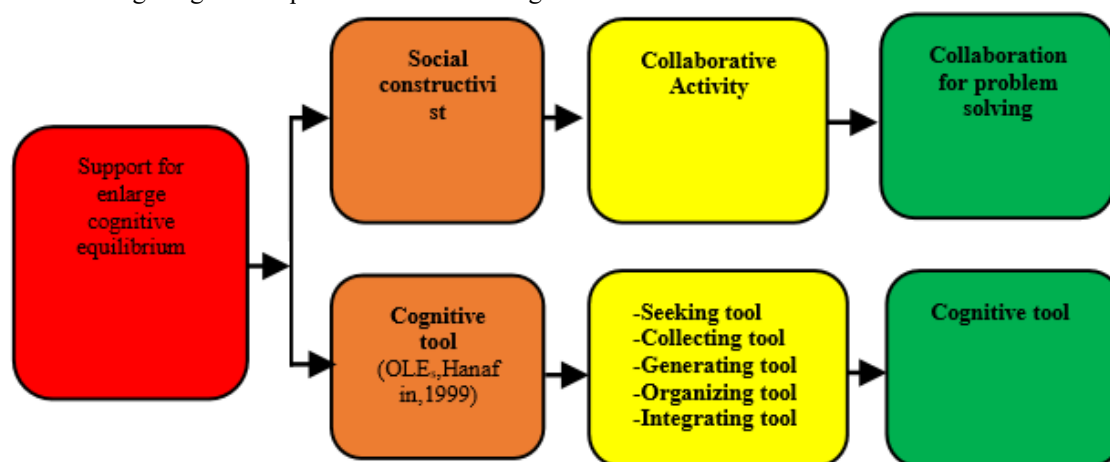 Support for
enlarge
cognitive
equilibrium
Social
constructivi
st
Collaborative
Activity
Collaboration
for problem
solving
Cognitive
tool
(OLEs,Hanaf
in,1999)
-Seeking tool
-Collecting tool
-Generating tool
-Organizing tool
-Integrating tool
Cognitive tool